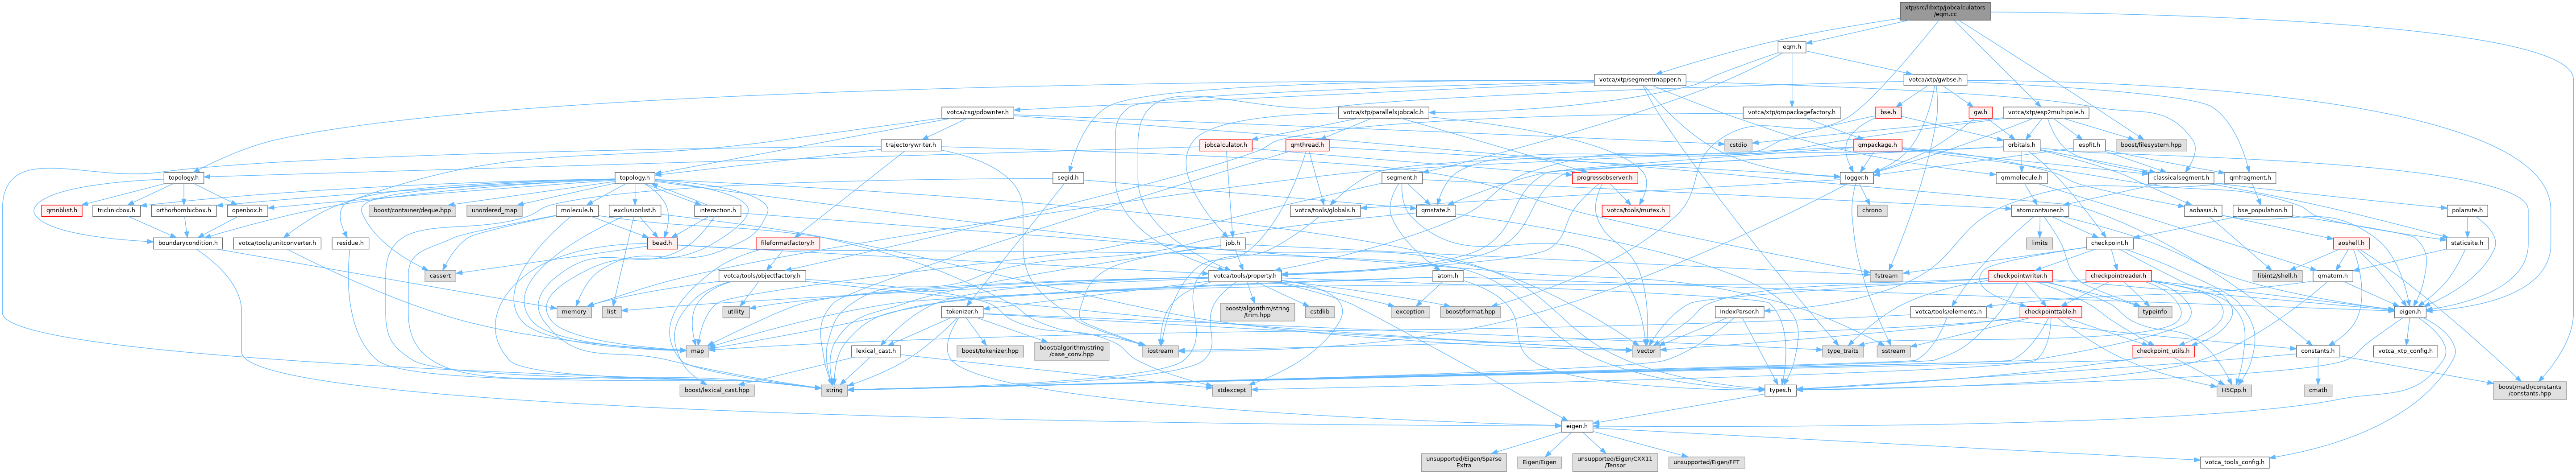 xtp/src/libxtp/jobcalculators
/eqm.cc
eqm.h
votca/xtp/segmentmapper.h
votca/xtp/gwbse.h
votca/csg/pdbwriter.h
votca/xtp/parallelxjobcalc.h
votca/xtp/qmpackagefactory.h
bse.h
gw.h
votca/xtp/esp2multipole.h
trajectorywriter.h
jobcalculator.h
qmthread.h
cstdio
qmpackage.h
orbitals.h
espfit.h
boost/filesystem.hpp
topology.h
topology.h
segid.h
segment.h
progressobserver.h
logger.h
qmmolecule.h
classicalsegment.h
qmfragment.h
qmnblist.h
triclinicbox.h
orthorhombicbox.h
openbox.h
boost/container/deque.hpp
unordered_map
molecule.h
exclusionlist.h
interaction.h
votca/tools/globals.h
qmstate.h
votca/tools/mutex.h
chrono
atomcontainer.h
aobasis.h
bse_population.h
polarsite.h
boundarycondition.h
votca/tools/unitconverter.h
residue.h
bead.h
fileformatfactory.h
job.h
limits
checkpoint.h
aoshell.h
staticsite.h
cassert
votca/tools/objectfactory.h
votca/tools/property.h
atom.h
fstream
checkpointwriter.h
checkpointreader.h
libint2/shell.h
qmatom.h
memory
list
utility
tokenizer.h
boost/algorithm/string
/trim.hpp
cstdlib
exception
boost/format.hpp
IndexParser.h
votca/tools/elements.h
checkpointtable.h
typeinfo
eigen.h
map
lexical_cast.h
boost/tokenizer.hpp
boost/algorithm/string
/case_conv.hpp
iostream
vector
type_traits
sstream
checkpoint_utils.h
constants.h
votca_xtp_config.h
boost/lexical_cast.hpp
string
stdexcept
types.h
H5Cpp.h
cmath
boost/math/constants
/constants.hpp
eigen.h
unsupported/Eigen/Sparse
Extra
Eigen/Eigen
unsupported/Eigen/CXX11
/Tensor
unsupported/Eigen/FFT
votca_tools_config.h